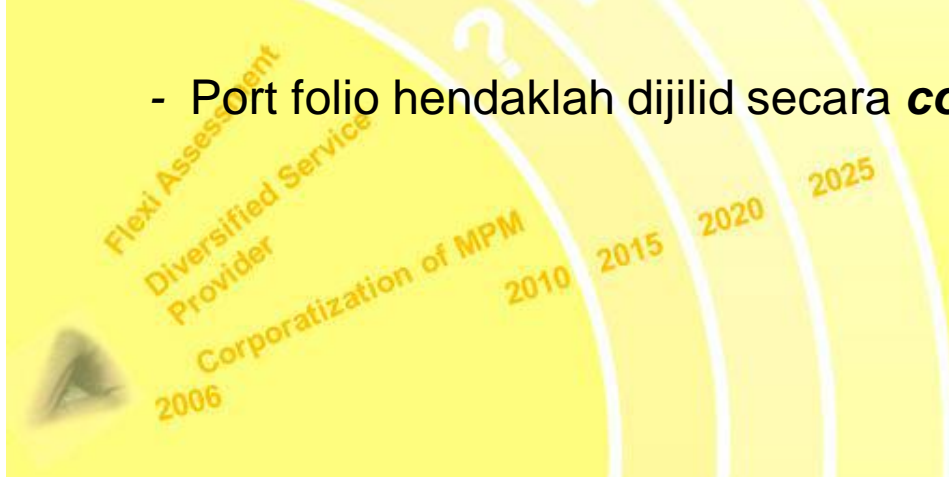 - Port folio hendaklah dijilid secara
Flexi Assessment
Diversified Service
Provider
Corporatization of MPM
2006
2010
2015
2020
2025
?